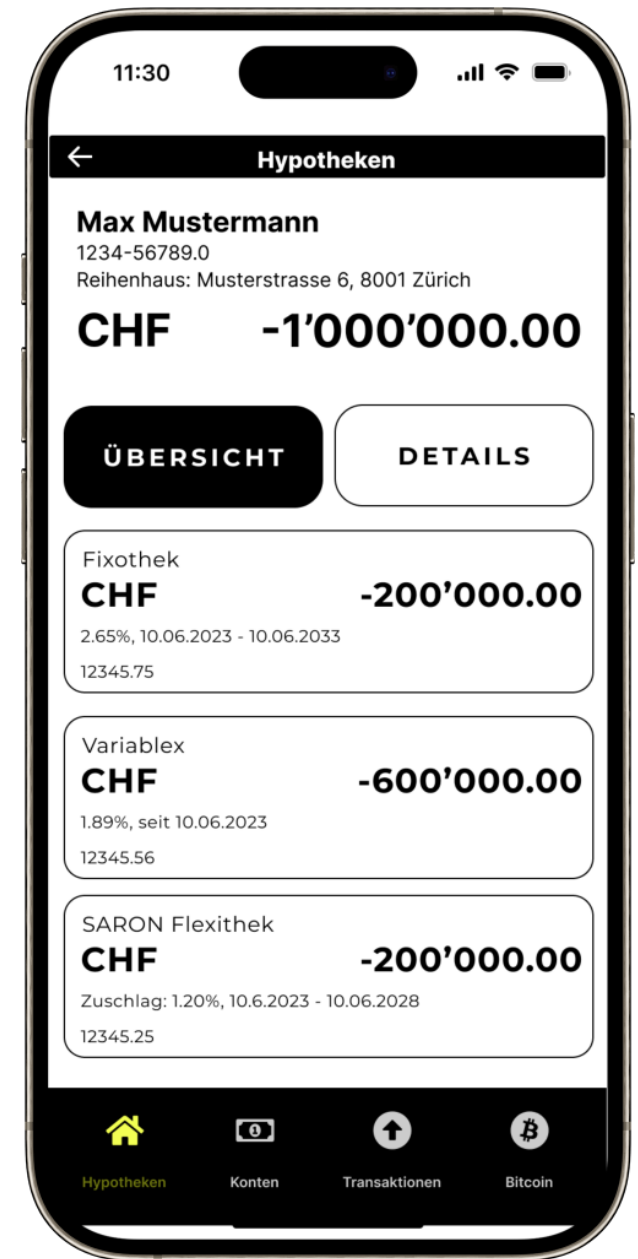 11:30
Hypotheken
Max Mustermann
1234-56789.0
Reihenhaus: Musterstrasse 6, 8001 Zürich
CHF -1’000’000.00
ÜBERSICHT DETAILS
Fixothek
CHF -200’000.00
2.65%, 10.06.2023 - 10.06.2033
12345.75
Variablex
CHF -600’000.00
1.89%, seit 10.06.2023
12345.56
SARON Flexithek
CHF -200’000.00
Zuschlag: 1.20%, 10.6.2023 - 10.06.2028
12345.25
1
Hypotheken Konten Transaktionen Bitcoin